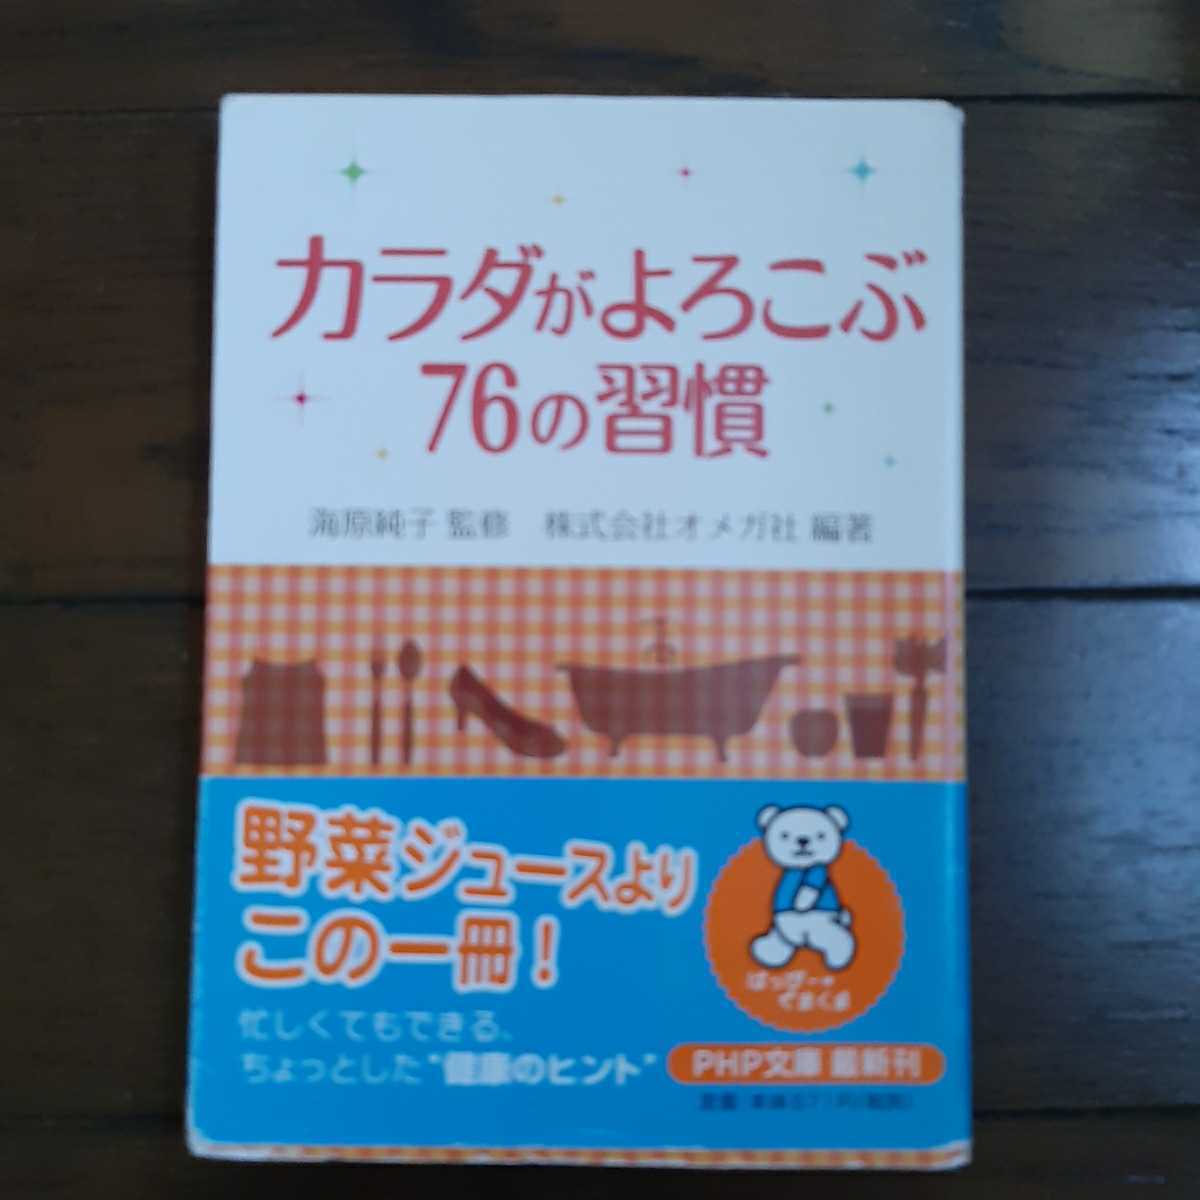 カラダがよろこぶ
76の習慣
海原純子 監修　株式会社オメガ社 編著
野菜ジュースより
この一冊!
忙しくてもできる、
ちょっとした"健康のヒント"
PHP文庫 最新刊